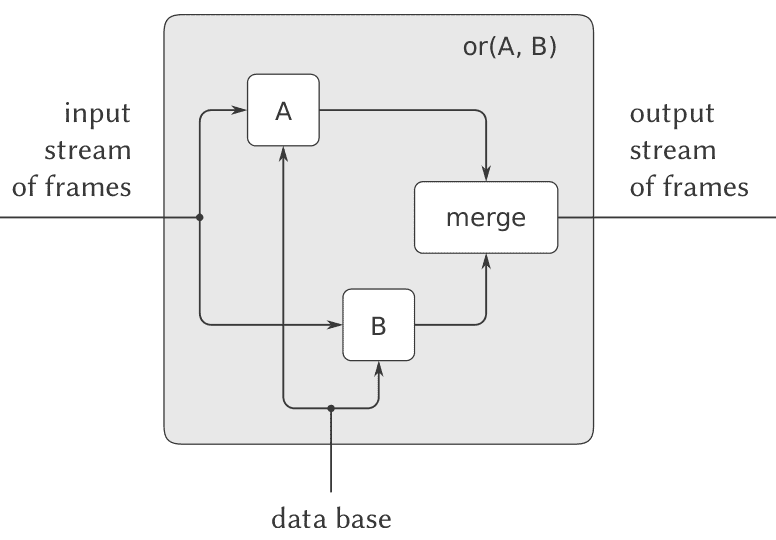 or(A, B)
input
stream
of frames
A
output
stream
of frames
merge
B
data base